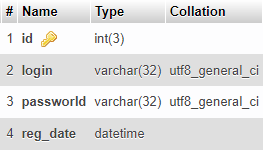 # Name Type Collation
1 id int(3)
2 login varchar(32) utf8_general_ci
3 passworld varchar(32) utf8_general_ci
4 reg_date datetime